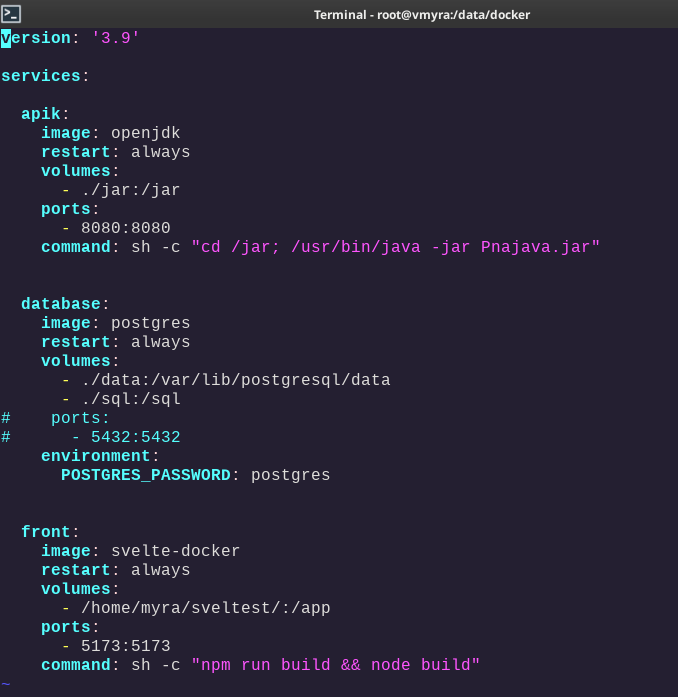 Terminal - root@vmyra:/data/docker
version: '3.9'

services:

  apik:
    image: openjdk
    restart: always
    volumes:
      - ./jar:/jar
    ports:
      - 8080:8080
    command: sh -c "cd /jar; /usr/bin/java -jar Pnajava.jar"


  database:
    image: postgres
    restart: always
    volumes:
      - ./data:/var/lib/postgresql/data
      - ./sql:/sql
#    ports:
#      - 5432:5432
    environment:
      POSTGRES_PASSWORD: postgres


  front:
    image: svelte-docker
    restart: always
    volumes:
      - /home/myra/sveltest/:/app
    ports:
      - 5173:5173
    command: sh -c "npm run build && node build"
~